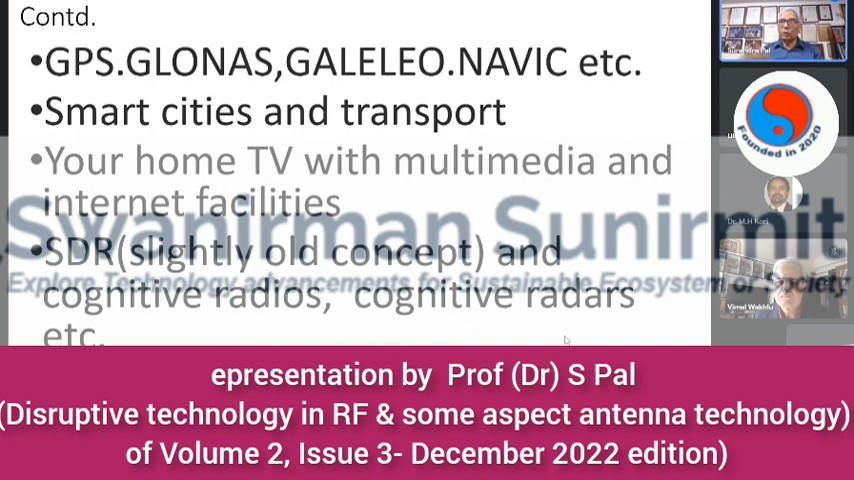 Contd.
•GPS.GLONAS,GALELEO.NAVIC etc.
•Smart cities and transport
•Your home TV with multimedia and
internet facilities
•SDR(slightly old concept) and
cognitive radios, cognitive radars
etc.
Swanirman Sunirmit
Explore Technology advancements for Sustainable Ecosystem of Society
Surendra Pal
Founded in 2020
Dr. M.H Kori
Vimal Wakhlu
epresentation by Prof (Dr) S Pal
(Disruptive technology in RF & some aspect antenna technology)
of Volume 2, Issue 3- December 2022 edition)